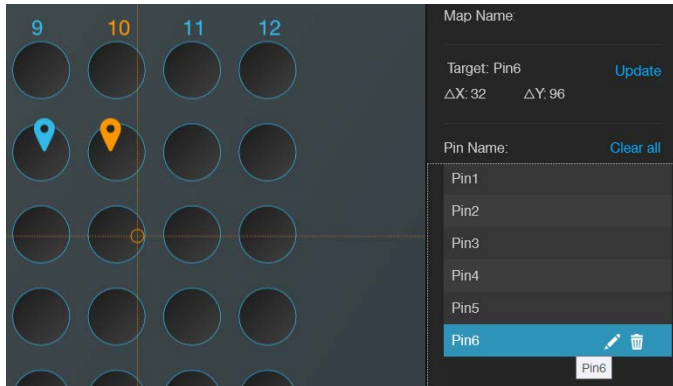 9 10 11 12
Map Name:
Target: Pin6 Update
△X: 32 △Y: 96
Pin Name: Clear all
Pin1
Pin2
Pin3
Pin4
Pin5
Pin6
Pin6